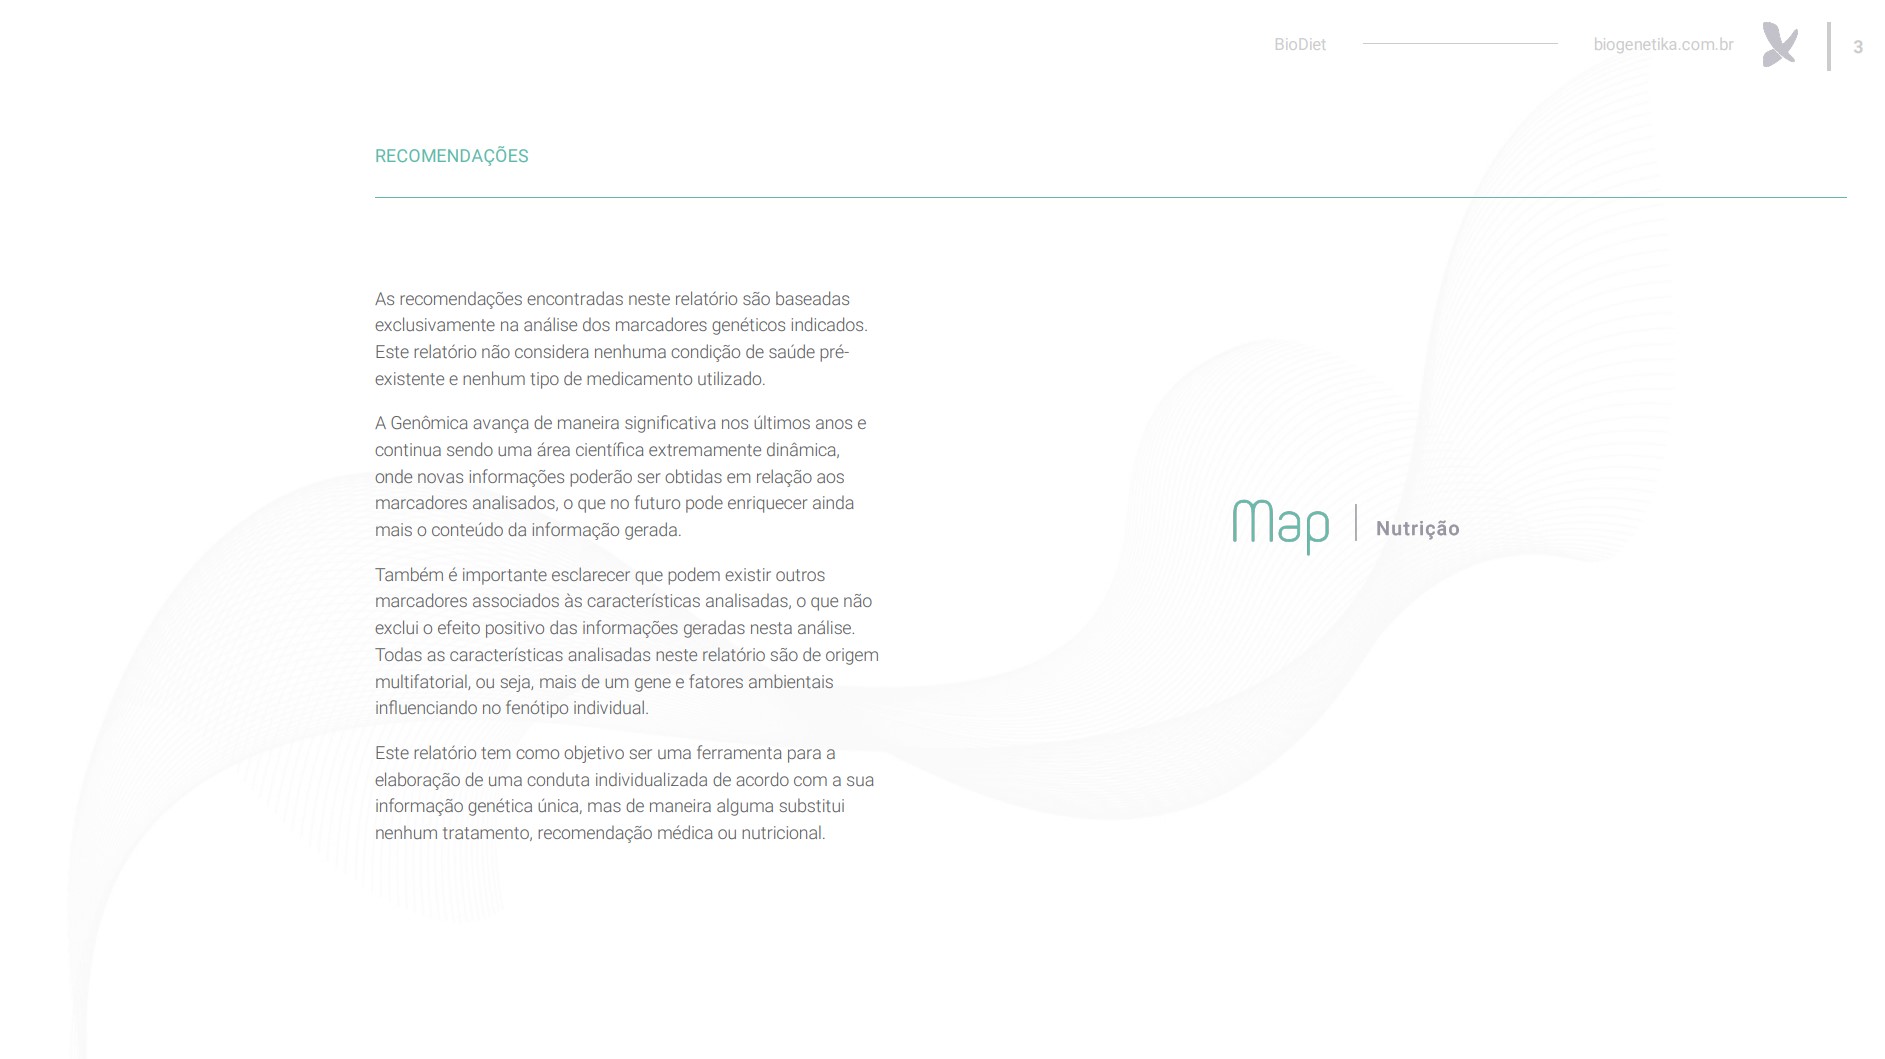 BioDiet
biogenetika.com.br
3
RECOMENDAÇÕES
As recomendações encontradas neste relatório são baseadas
exclusivamente na análise dos marcadores genéticos indicados.
Este relatório não considera nenhuma condição de saúde pré-
existente e nenhum tipo de medicamento utilizado.
A Genômica avança de maneira significativa nos últimos anos e
continua sendo uma área científica extremamente dinâmica,
onde novas informações poderão ser obtidas em relação aos
marcadores analisados, o que no futuro pode enriquecer ainda
mais o conteúdo da informação gerada.
Também é importante esclarecer que podem existir outros
marcadores associados às características analisadas, o que não
exclui o efeito positivo das informações geradas nesta análise.
Todas as características analisadas neste relatório são de origem
multifatorial, ou seja, mais de um gene e fatores ambientais
influenciando no fenótipo individual.
Este relatório tem como objetivo ser uma ferramenta para a
elaboração de uma conduta individualizada de acordo com a sua
informação genética única, mas de maneira alguma substitui
nenhum tratamento, recomendação médica ou nutricional.
Map | Nutrição